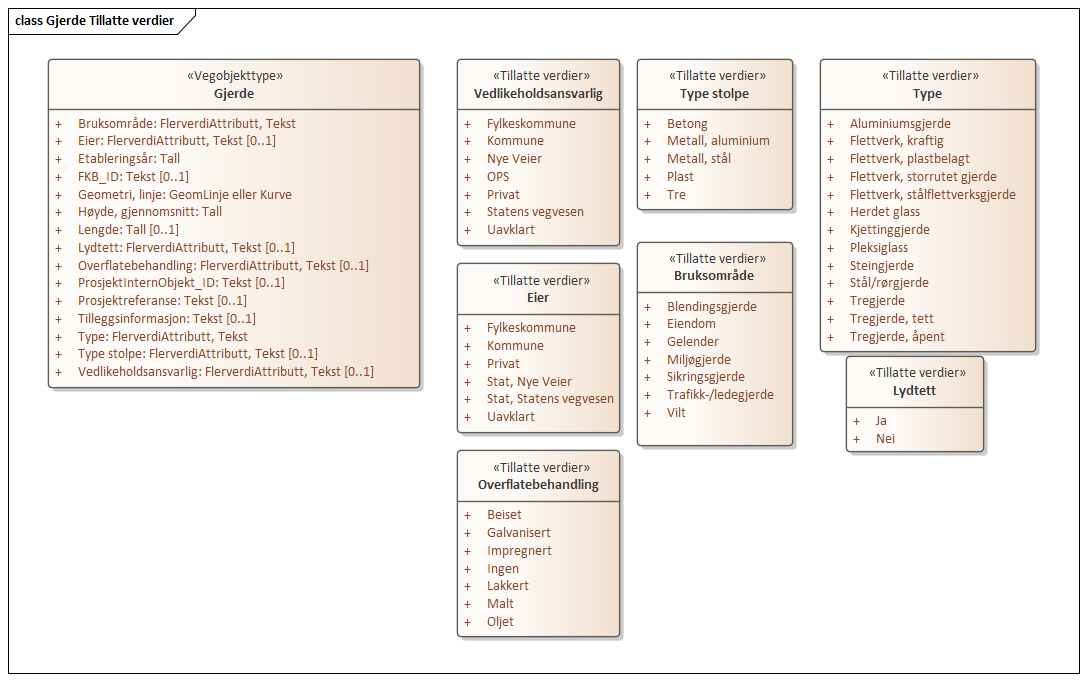 class Gjerde Tillatte verdier
«Vegobjekttype»
Gjerde
+ Bruksområde: FlerverdiAttributt, Tekst
+ Eier: FlerverdiAttributt, Tekst [0..1]
+ Etableringsår: Tall
+ FKB_ID: Tekst [0..1]
+ Geometri, linje: GeomLinje eller Kurve
+ Høyde, gjennomsnitt: Tall
+ Lengde: Tall [0..1]
+ Lydtett: FlerverdiAttributt, Tekst [0..1]
+ Overflatebehandling: FlerverdiAttributt, Tekst [0..1]
+ ProsjektInternObjekt_ID: Tekst [0..1]
+ Prosjektreferanse: Tekst [0..1]
+ Tilleggsinformasjon: Tekst [0..1]
+ Type: FlerverdiAttributt, Tekst
+ Type stolpe: FlerverdiAttributt, Tekst [0..1]
+ Vedlikeholdsansvarlig: FlerverdiAttributt, Tekst [0..1]
«Tillatte verdier»
Vedlikeholdsansvarlig
+ Fylkeskommune
+ Kommune
+ Nye Veier
+ OPS
+ Privat
+ Statens vegvesen
+ Uavklart
«Tillatte verdier»
Eier
+ Fylkeskommune
+ Kommune
+ Privat
+ Stat, Nye Veier
+ Stat, Statens vegvesen
+ Uavklart
«Tillatte verdier»
Overflatebehandling
+ Beiset
+ Galvanisert
+ Impregnert
+ Ingen
+ Lakkert
+ Malt
+ Oljet
«Tillatte verdier»
Type stolpe
+ Betong
+ Metall, aluminium
+ Metall, stål
+ Plast
+ Tre
«Tillatte verdier»
Bruksområde
+ Blendingsgjerde
+ Eiendom
+ Gelender
+ Miljøgjerde
+ Sikringsgjerde
+ Trafikk-/ledegjerde
+ Vilt
«Tillatte verdier»
Type
+ Aluminiumsgjerde
+ Flettverk, kraftig
+ Flettverk, plastbelagt
+ Flettverk, storrutet gjerde
+ Flettverk, stålflettverksgjerde
+ Herdet glass
+ Kjettinggjerde
+ Pleksiglass
+ Steingjerde
+ Stål/rørgjerde
+ Tregjerde
+ Tregjerde, tett
+ Tregjerde, åpent
«Tillatte verdier»
Lydtett
+ Ja
+ Nei